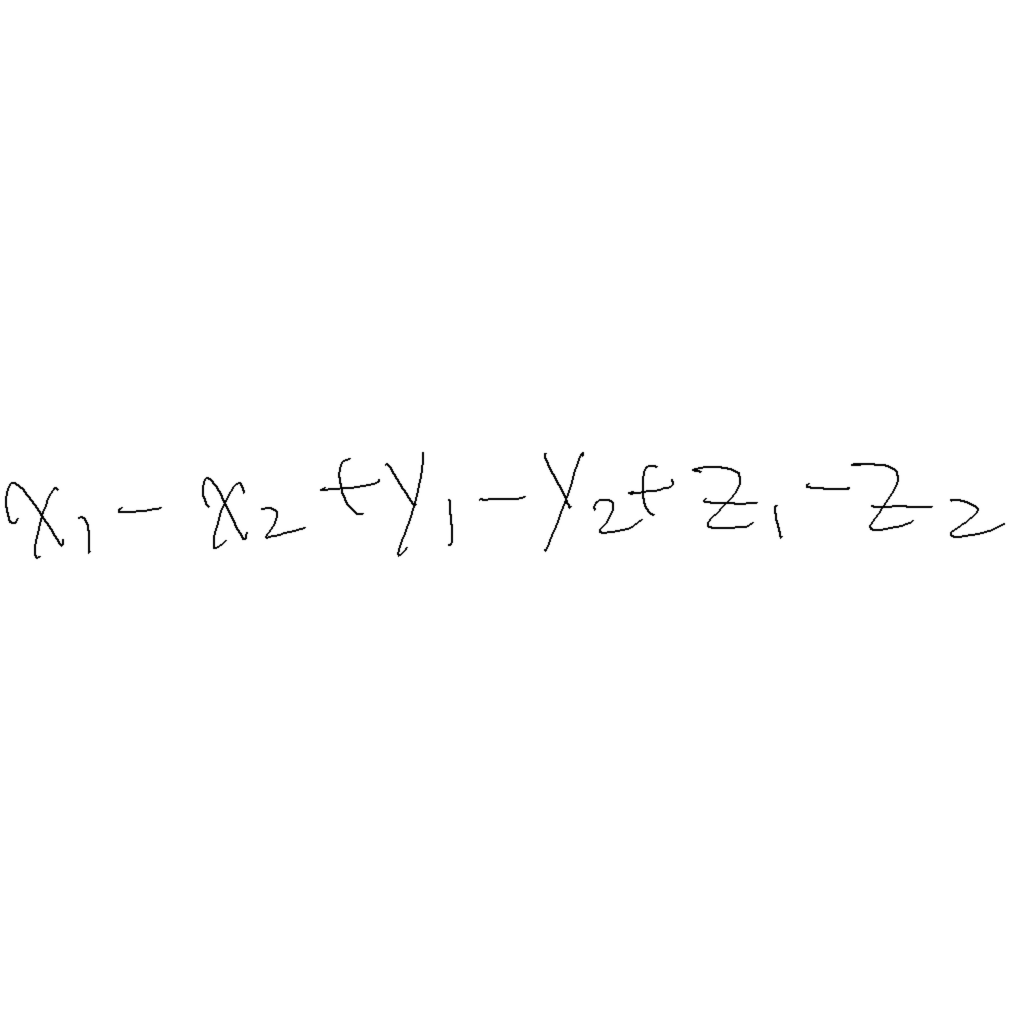 x₁ - x₂ + y₁ - y₂ + z₁ - z₂